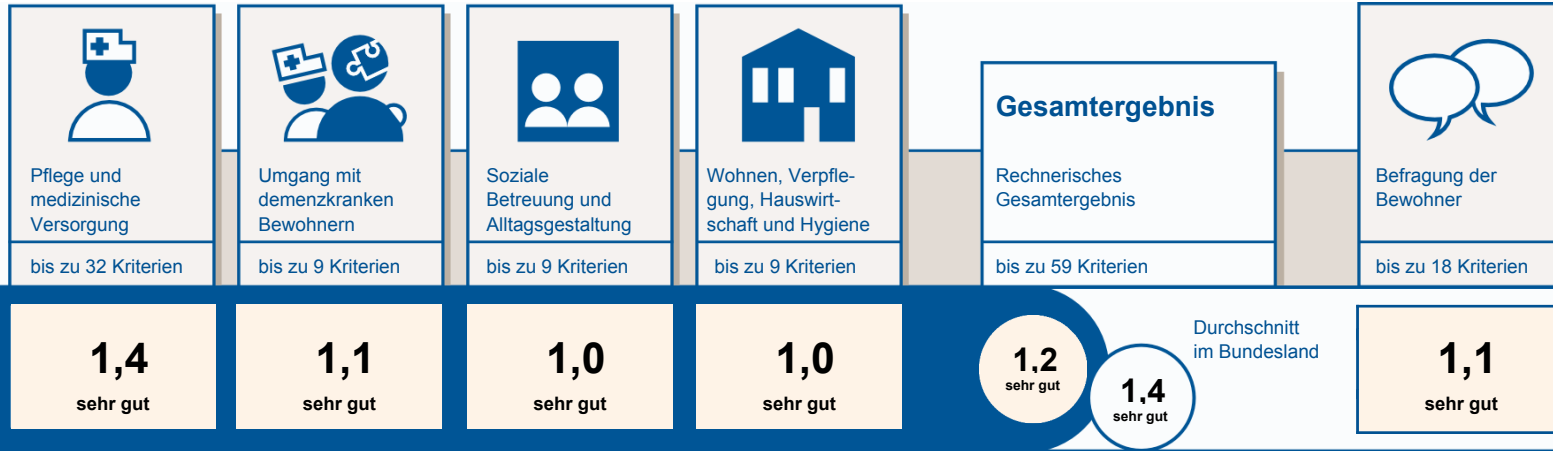 Pflege und
medizinische
Versorgung
bis zu 32 Kriterien
1,4
sehr gut
Umgang mit
demenzkranken
Bewohnern
bis zu 9 Kriterien
1,1
sehr gut
Soziale
Betreuung und
Alltagsgestaltung
bis zu 9 Kriterien
1,0
sehr gut
Wohnen, Verpfle-
gung, Hauswirt-
schaft und Hygiene
bis zu 9 Kriterien
1,0
sehr gut
Gesamtergebnis
Rechnerisches
Gesamtergebnis
bis zu 59 Kriterien
1,2
sehr gut
Durchschnitt
im Bundesland
1,4
sehr gut
Befragung der
Bewohner
bis zu 18 Kriterien
1,1
sehr gut